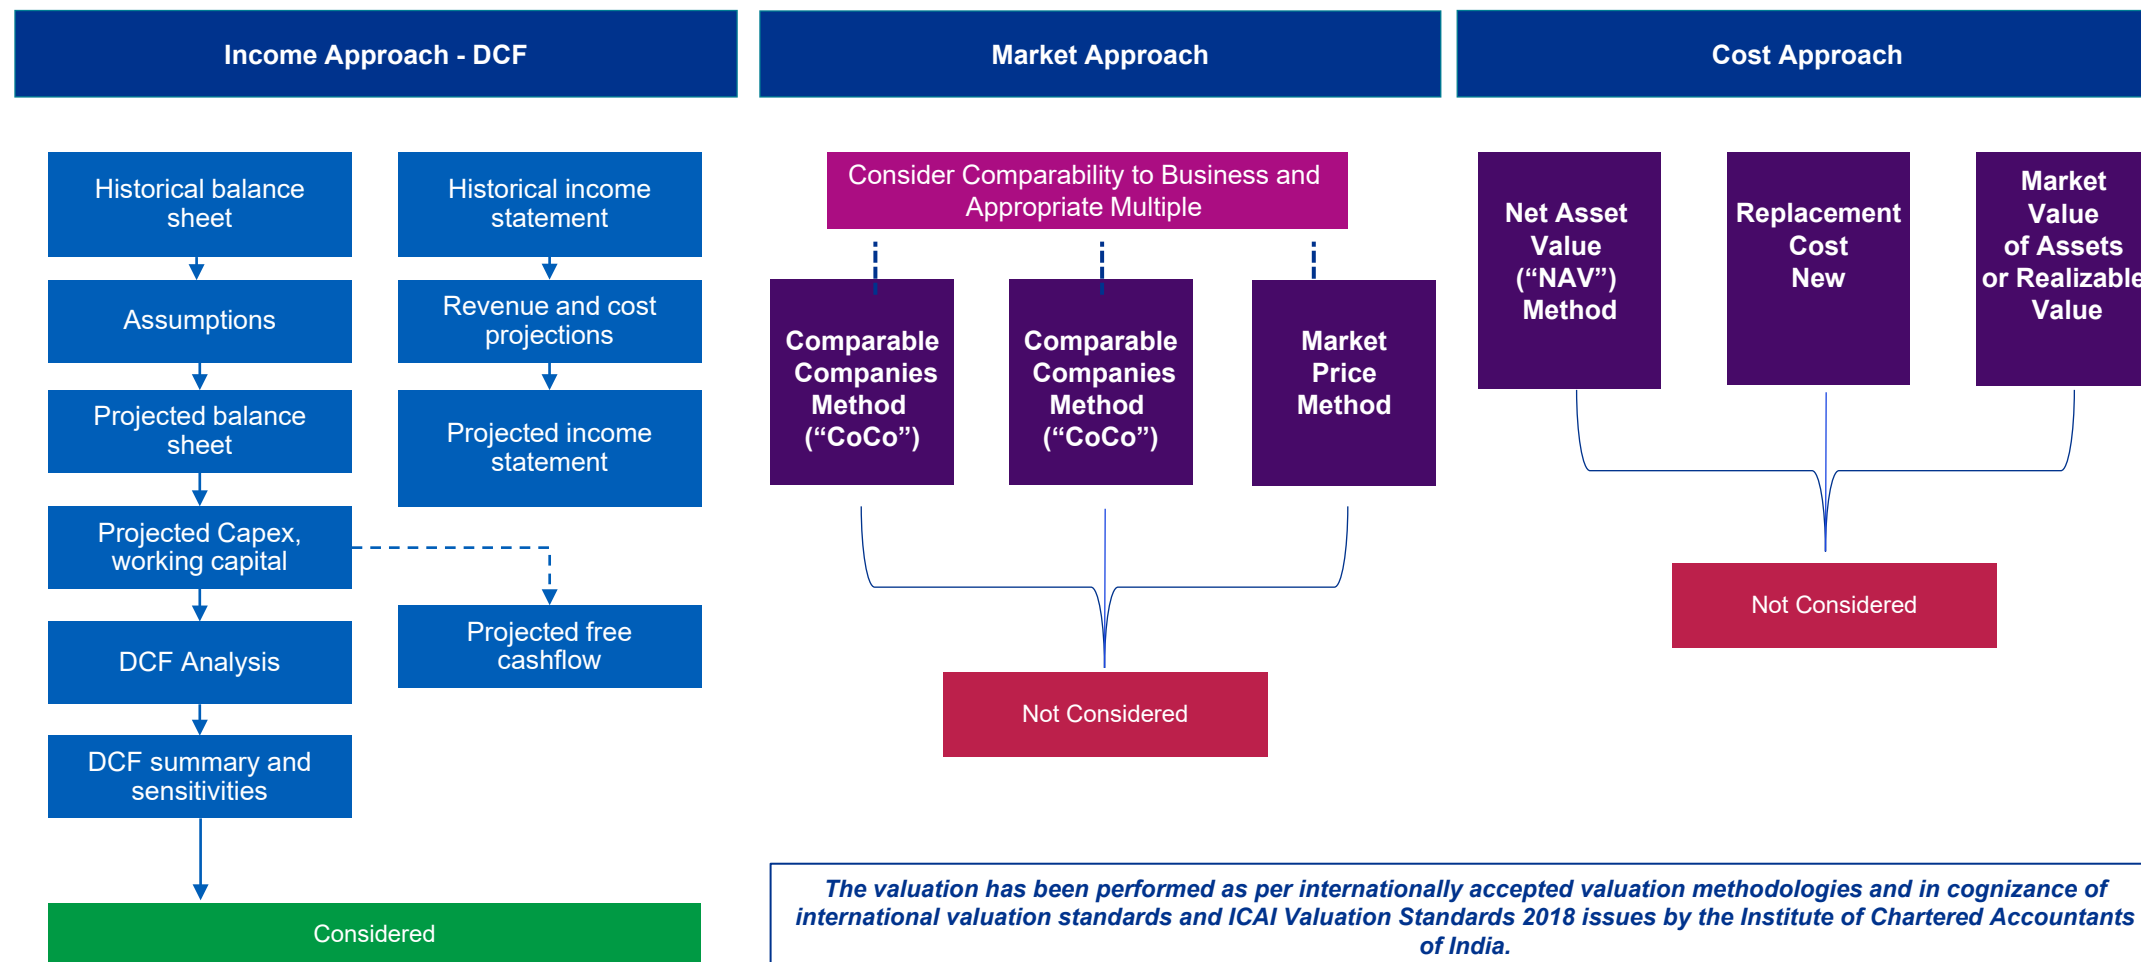 Income Approach - DCF
Market Approach
Cost Approach
Historical balance
sheet
Historical income
statement
Assumptions
Revenue and cost
projections
Projected balance
sheet
Projected income
statement
Projected Capex,
working capital
Projected free
cashflow
DCF Analysis
DCF summary and
sensitivities
Considered
Consider Comparability to Business and
Appropriate Multiple
Comparable
Companies
Method
(“CoCo”)
Comparable
Companies
Method
(“CoCo”)
Market
Price
Method
Not Considered
Net Asset
Value
(“NAV”)
Method
Replacement
Cost
New
Market
Value
of Assets
or Realizable
Value
Not Considered
The valuation has been performed as per internationally accepted valuation methodologies and in cognizance of
international valuation standards and ICAI Valuation Standards 2018 issues by the Institute of Chartered Accountants
of India.